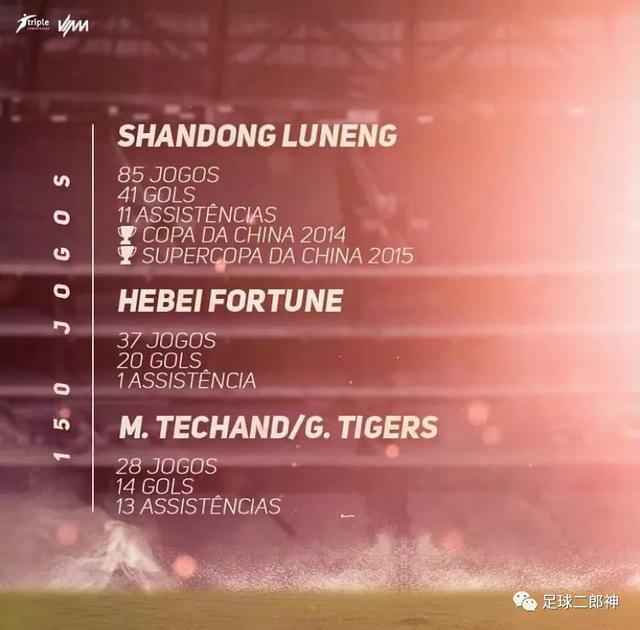 triple
VMM
SHANDONG LUNENG
85 JOGOS
41 GOLS
11 ASSISTÊNCIAS
COPA DA CHINA 2014
SUPERCOPA DA CHINA 2015
HEBEI FORTUNE
37 JOGOS
20 GOLS
1 ASSISTÊNCIA
M. TECHAND/G. TIGERS
28 JOGOS
14 GOLS
13 ASSISTÊNCIAS
150 JOGOS
足球二郎神